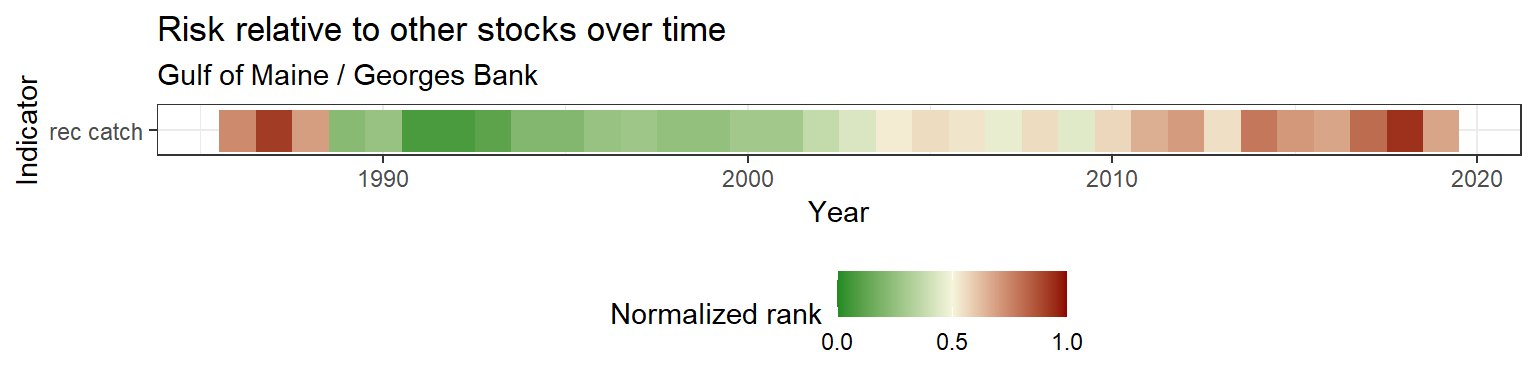 Risk relative to other stocks over time
Gulf of Maine / Georges Bank
Indicator
rec catch
1990 2000 2010 2020
Year
Normalized rank
0.0 0.5 1.0